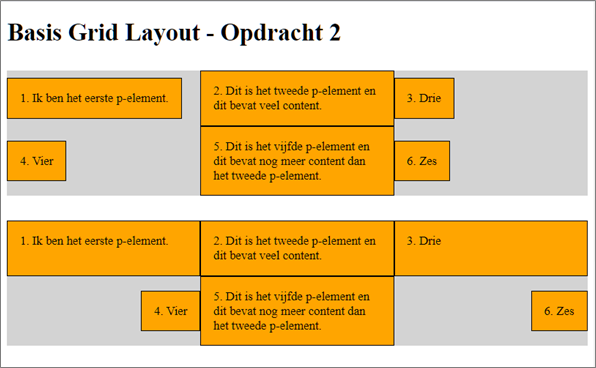 Basis Grid Layout - Opdracht 2
1. Ik ben het eerste p-element.
2. Dit is het tweede p-element en
dit bevat veel content.
3. Drie
4. Vier
5. Dit is het vijfde p-element en
dit bevat nog meer content dan
het tweede p-element.
6. Zes
1. Ik ben het eerste p-element.
2. Dit is het tweede p-element en
dit bevat veel content.
3. Drie
4. Vier
5. Dit is het vijfde p-element en
dit bevat nog meer content dan
het tweede p-element.
6. Zes